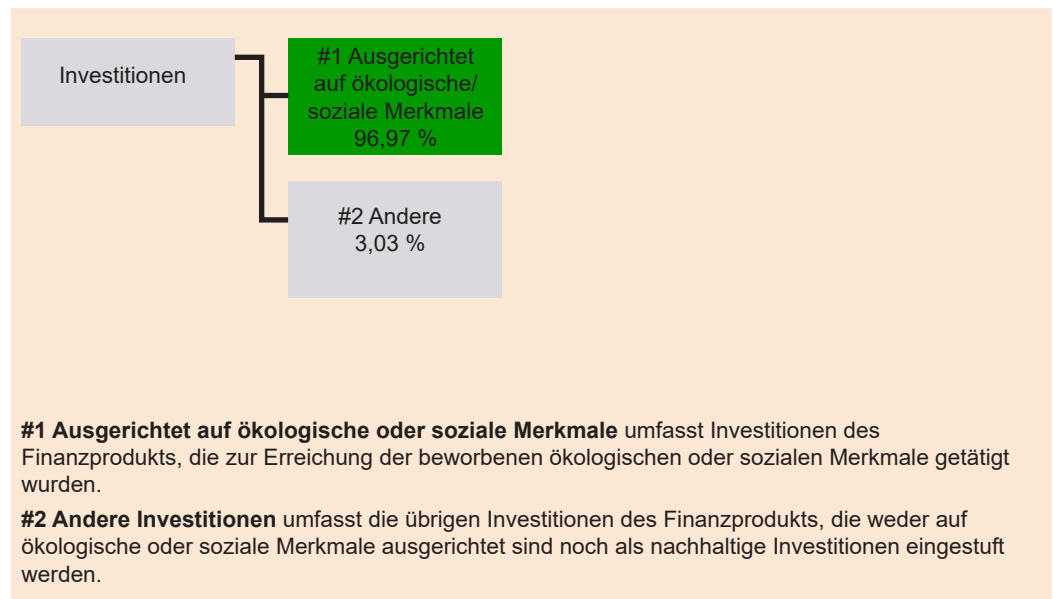 Investitionen
#1 Ausgerichtet
auf ökologische/
soziale Merkmale
96,97 %
#2 Andere
3,03 %
#1 Ausgerichtet auf ökologische oder soziale Merkmale umfasst Investitionen des
Finanzprodukts, die zur Erreichung der beworbenen ökologischen oder sozialen Merkmale getätigt
wurden.
#2 Andere Investitionen umfasst die übrigen Investitionen des Finanzprodukts, die weder auf
ökologische oder soziale Merkmale ausgerichtet sind noch als nachhaltige Investitionen eingestuft
werden.